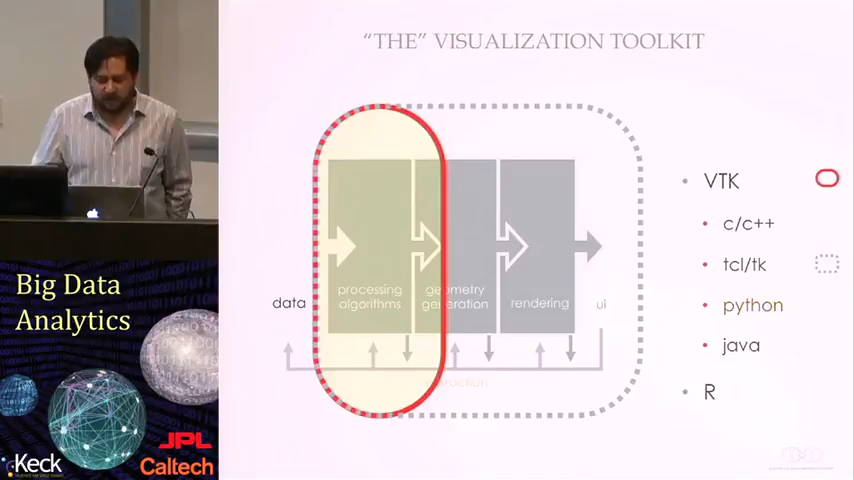 “THE” VISUALIZATION TOOLKIT
data
processing
algorithms
geometry
generation
rendering
ui
• VTK
• c/c++
• tcl/tk
• python
• java
• R
Big Data
Analytics
JPL
Caltech
Keck